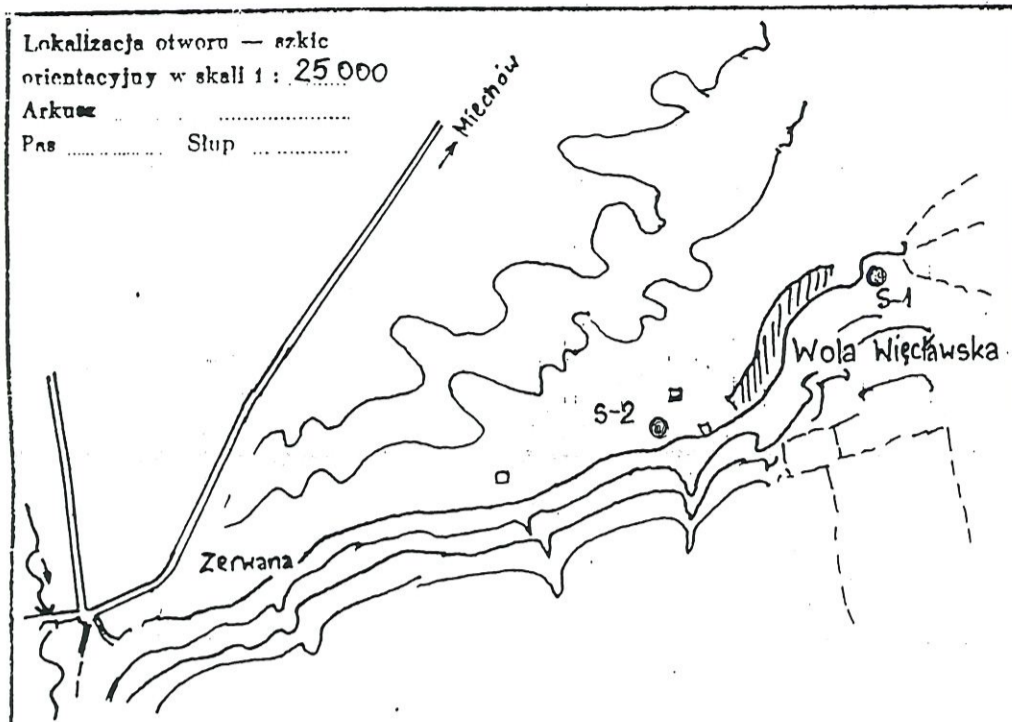 Lokalizacja otworu — szkic
orientacyjny w skali 1 : 25 000
Arkusz
Pas Słup
Miechów
S-1
Wola Więcławska
S-2
Zerwana